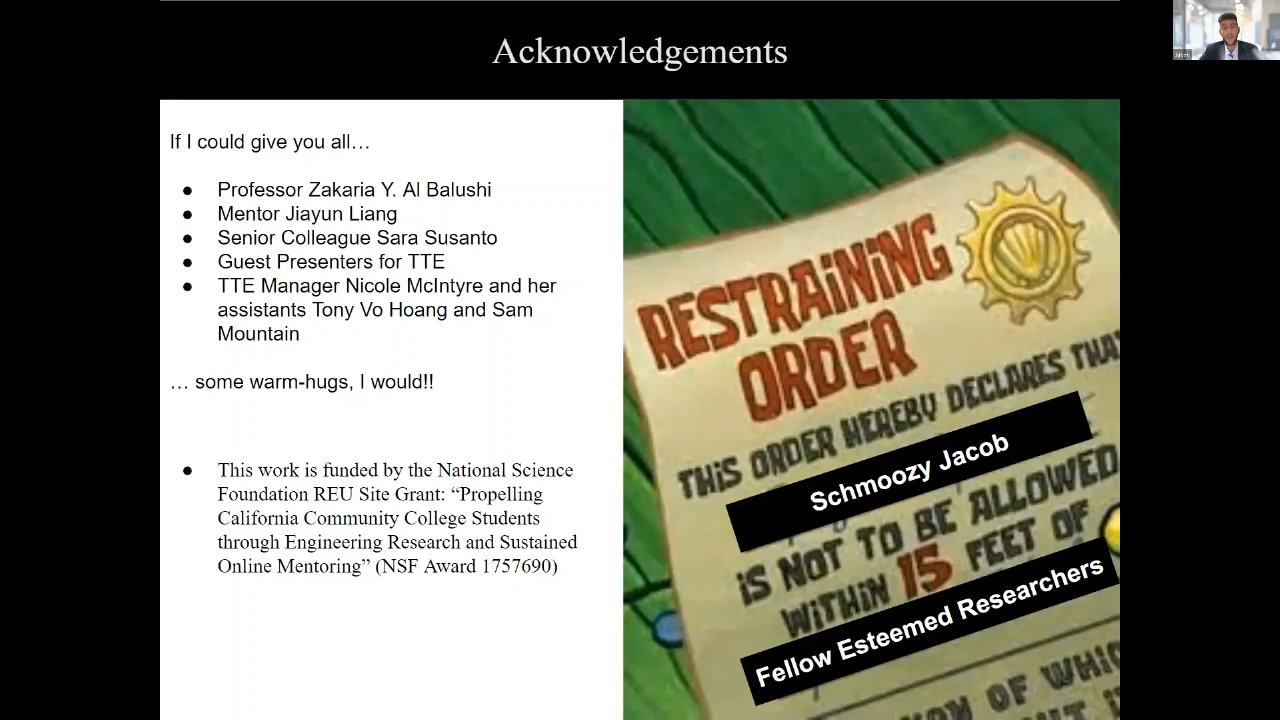 Acknowledgements
If I could give you all…
● Professor Zakaria Y. Al Balushi
● Mentor Jiayun Liang
● Senior Colleague Sara Susanto
● Guest Presenters for TTE
● TTE Manager Nicole McIntyre and her
assistants Tony Vo Hoang and Sam
Mountain
… some warm-hugs, I would!!
● This work is funded by the National Science
Foundation REU Site Grant: “Propelling
California Community College Students
through Engineering Research and Sustained
Online Mentoring” (NSF Award 1757690)
RESTRAiNiNG
ORDER
THiS ORDER HEREBY DECLARES THA
Schmoozy Jacob
iS NOT TO BE ALLOWED
WiTHiN 15 FEET OF
Fellow Esteemed Researchers
OF WHiC